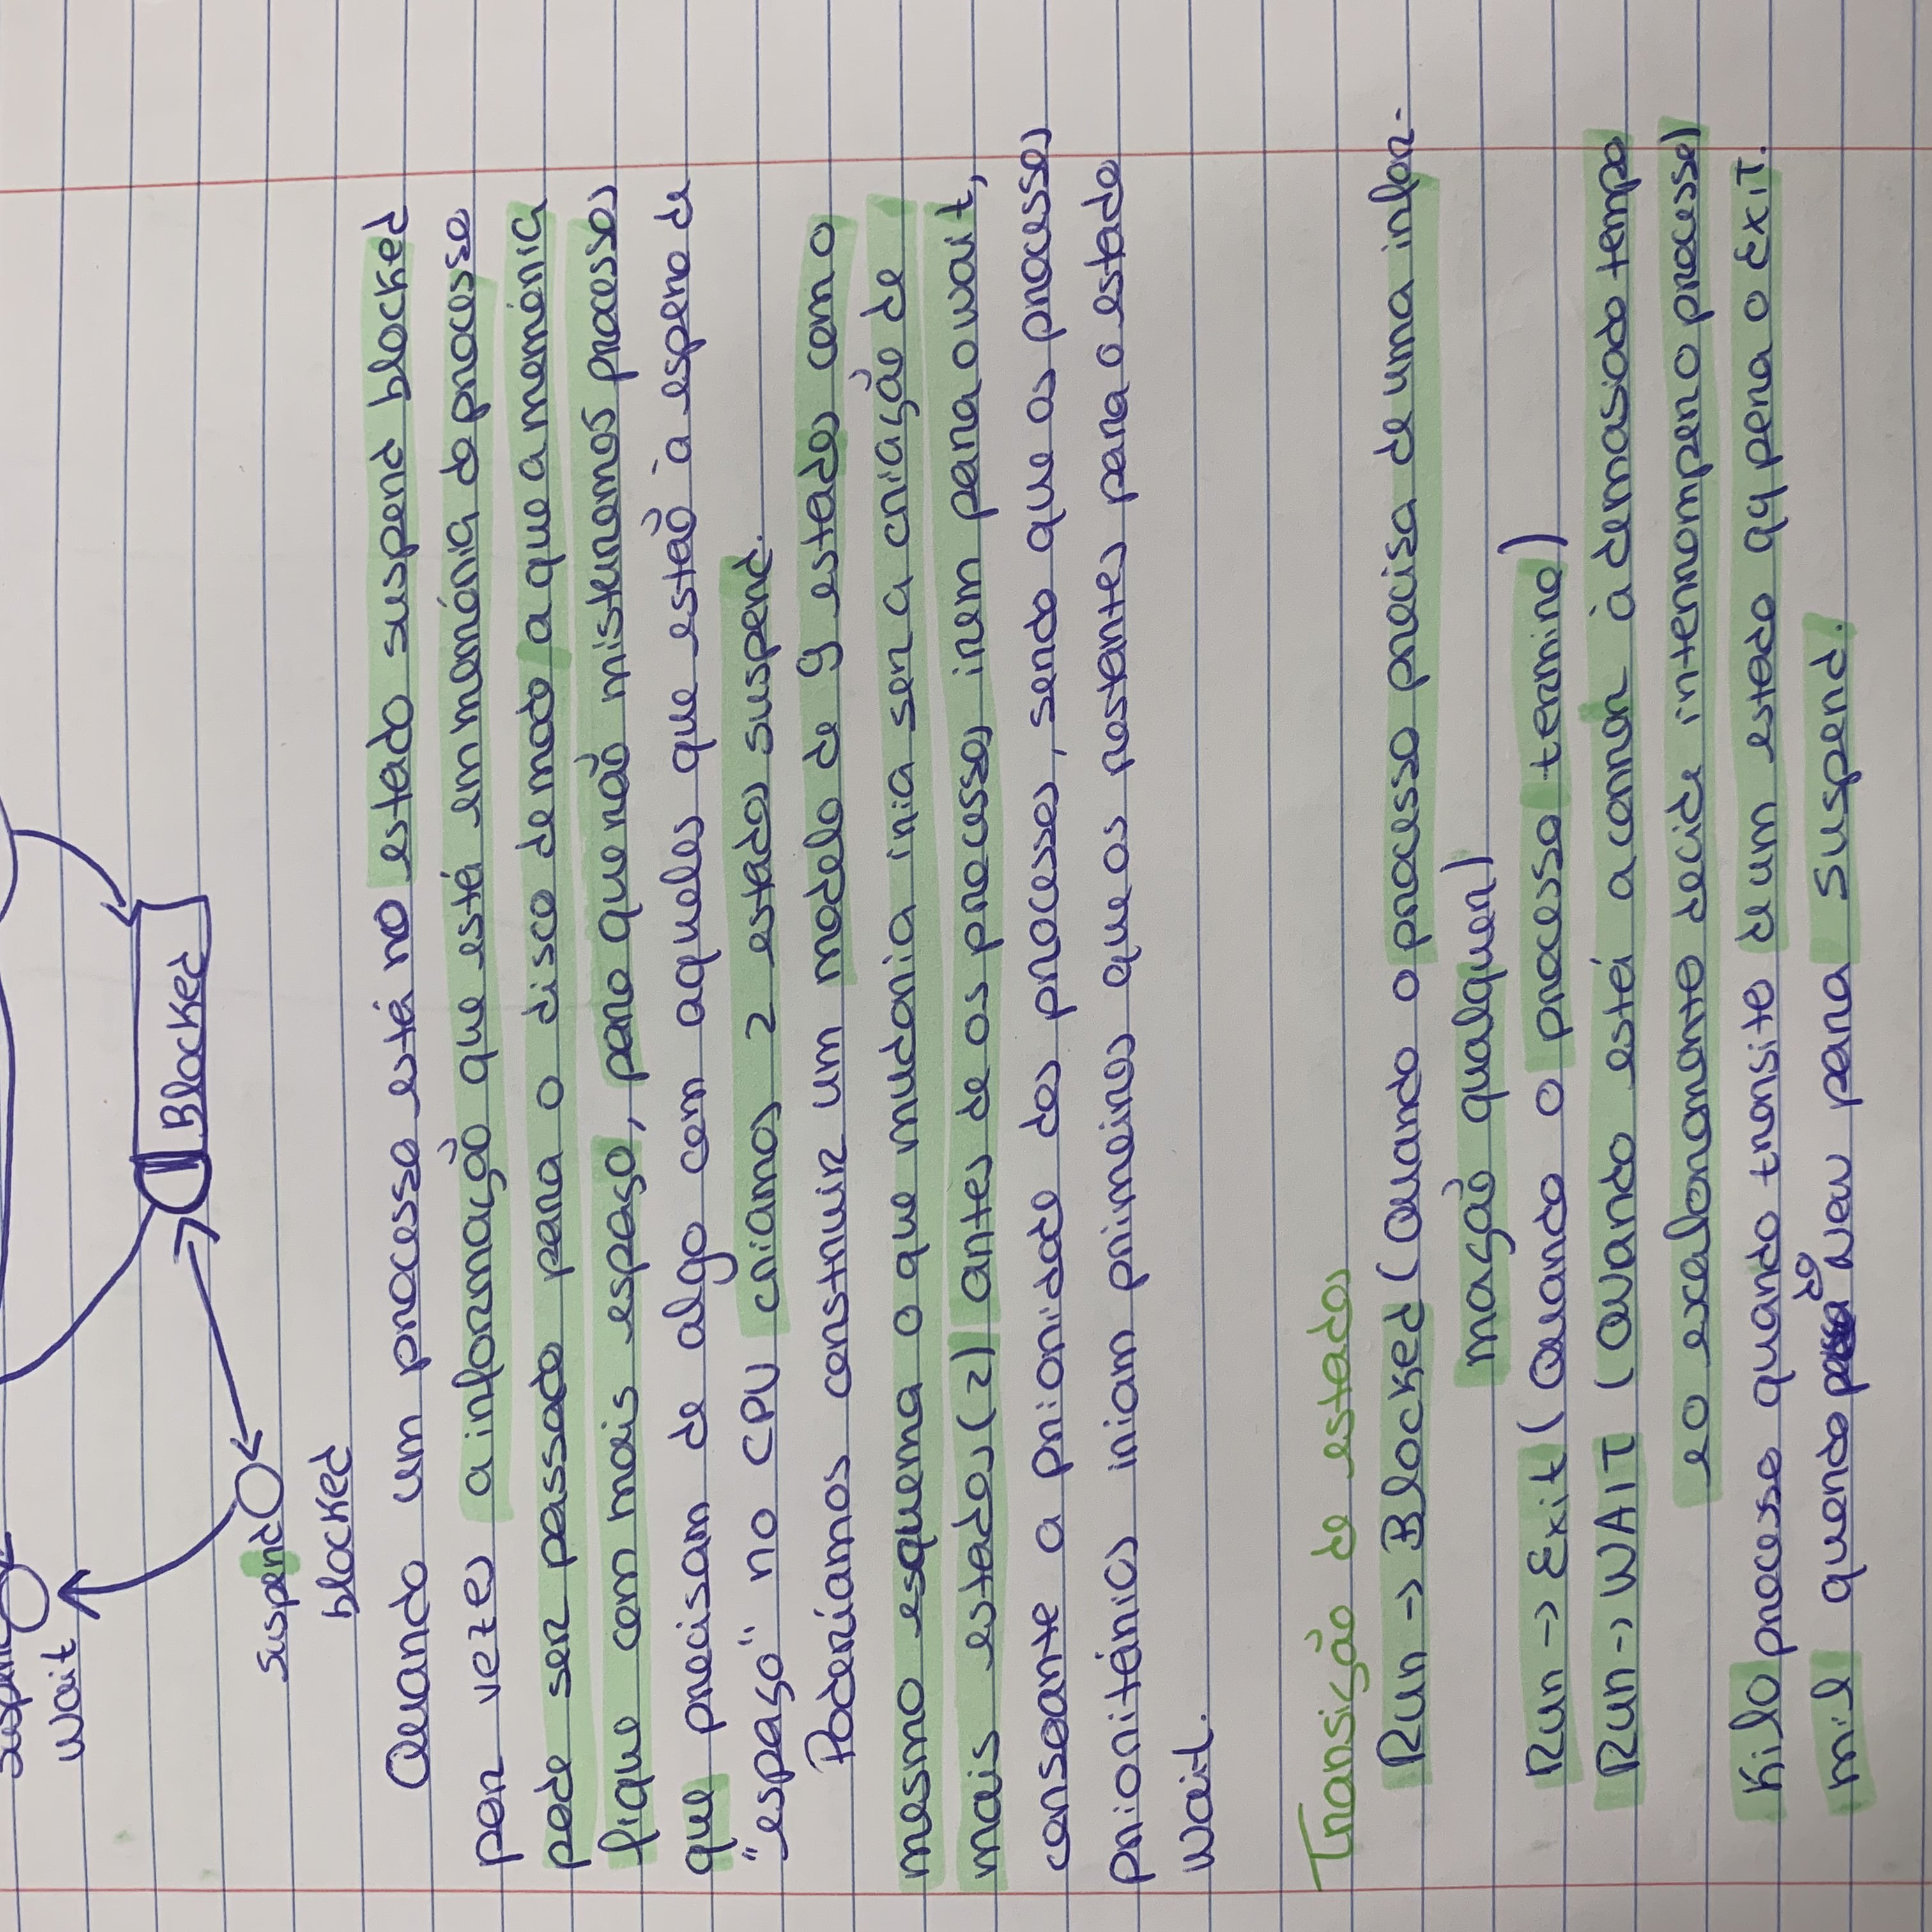 wait
Blocked
suspend
blocked
Quando um processo está no estado suspend blocked
por vezes a informação que está em memória do processo
pode ser passado para o disco de modo a que a memória
fique com mais espaço, para que não misturamos processos
que precisam de algo com aqueles que estão à espera de
"espaço" no CPU criamos 2 estados suspend.
Poderíamos construir um modelo de 9 estados com o
mesmo esquema o que mudaria iria ser a criação de
mais estados (2) antes de os processos irem para o wait,
consoante a prioridade dos processos, sendo que os processos
prioritários iriam primeiros que os restantes para o estado
wait.
Transição de estados
Run -> Blocked (Quando o processo precisa de uma infor-
mação qualquer)
Run -> Exit (Quando o processo termina)
Run -> WAIT (Quando está a correr à demasiado tempo
e o escalonamento decide interromper o processo)
Kilo processo quando transita de um estado qq para o EXIT.
mil quando do New para suspend.